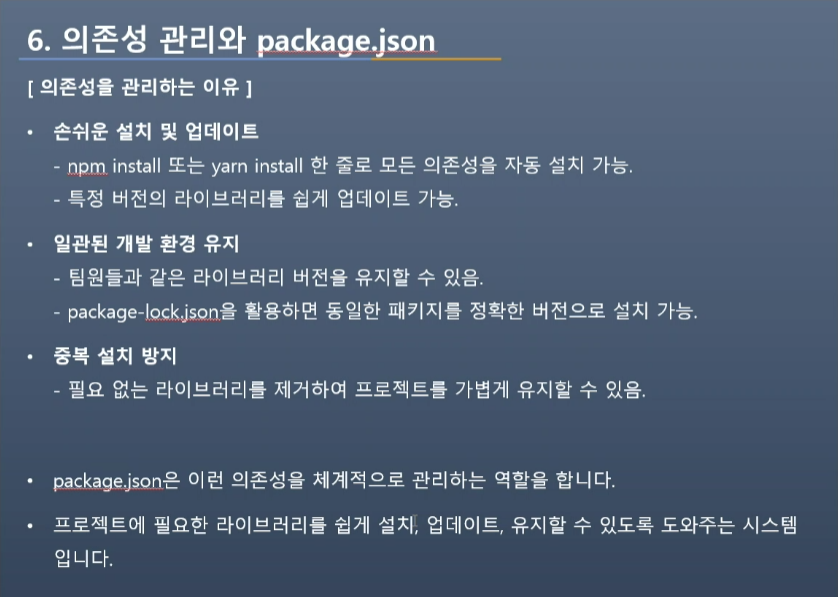 6. 의존성 관리와 package.json
[ 의존성을 관리하는 이유 ]
• 손쉬운 설치 및 업데이트
- npm install 또는 yarn install 한 줄로 모든 의존성을 자동 설치 가능.
- 특정 버전의 라이브러리를 쉽게 업데이트 가능.
• 일관된 개발 환경 유지
- 팀원들과 같은 라이브러리 버전을 유지할 수 있음.
- package-lock.json을 활용하면 동일한 패키지를 정확한 버전으로 설치 가능.
• 중복 설치 방지
- 필요 없는 라이브러리를 제거하여 프로젝트를 가볍게 유지할 수 있음.
• package.json은 이런 의존성을 체계적으로 관리하는 역할을 합니다.
• 프로젝트에 필요한 라이브러리를 쉽게 설치, 업데이트, 유지할 수 있도록 도와주는 시스템
입니다.